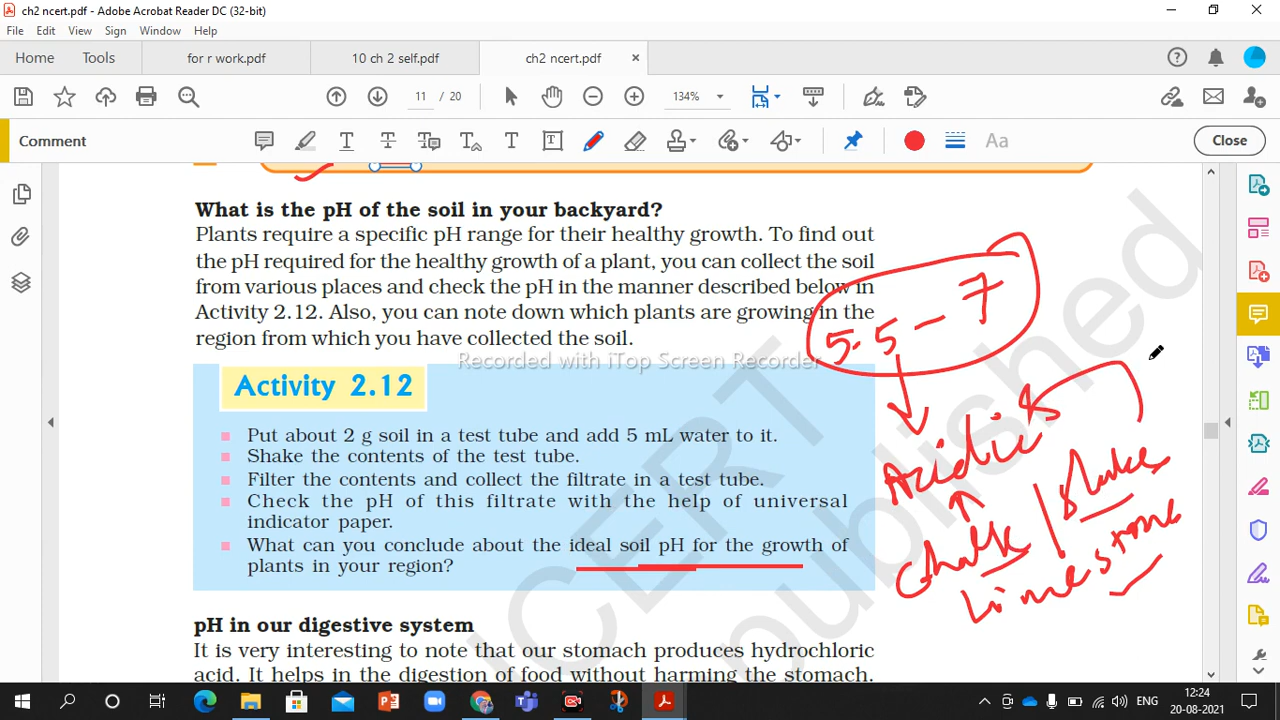 ch2 ncert.pdf - Adobe Acrobat Reader DC (32-bit)
File Edit View Sign Window Help
Home Tools for r work.pdf 10 ch 2 self.pdf ch2 ncert.pdf
11 / 20 134%
Comment
Close
What is the pH of the soil in your backyard?
Plants require a specific pH range for their healthy growth. To find out
the pH required for the healthy growth of a plant, you can collect the soil
from various places and check the pH in the manner described below in
Activity 2.12. Also, you can note down which plants are growing in the
region from which you have collected the soil.
5.5 - 7
Recorded with iTop Screen Recorder
Activity 2.12
Put about 2 g soil in a test tube and add 5 mL water to it.
Shake the contents of the test tube.
Filter the contents and collect the filtrate in a test tube.
Check the pH of this filtrate with the help of universal
indicator paper.
What can you conclude about the ideal soil pH for the growth of
plants in your region?
Acidic
Chalk / Slake
Limestone
pH in our digestive system
It is very interesting to note that our stomach produces hydrochloric
acid. It helps in the digestion of food without harming the stomach.
NCERT
published
ENG
12:24
20-08-2021